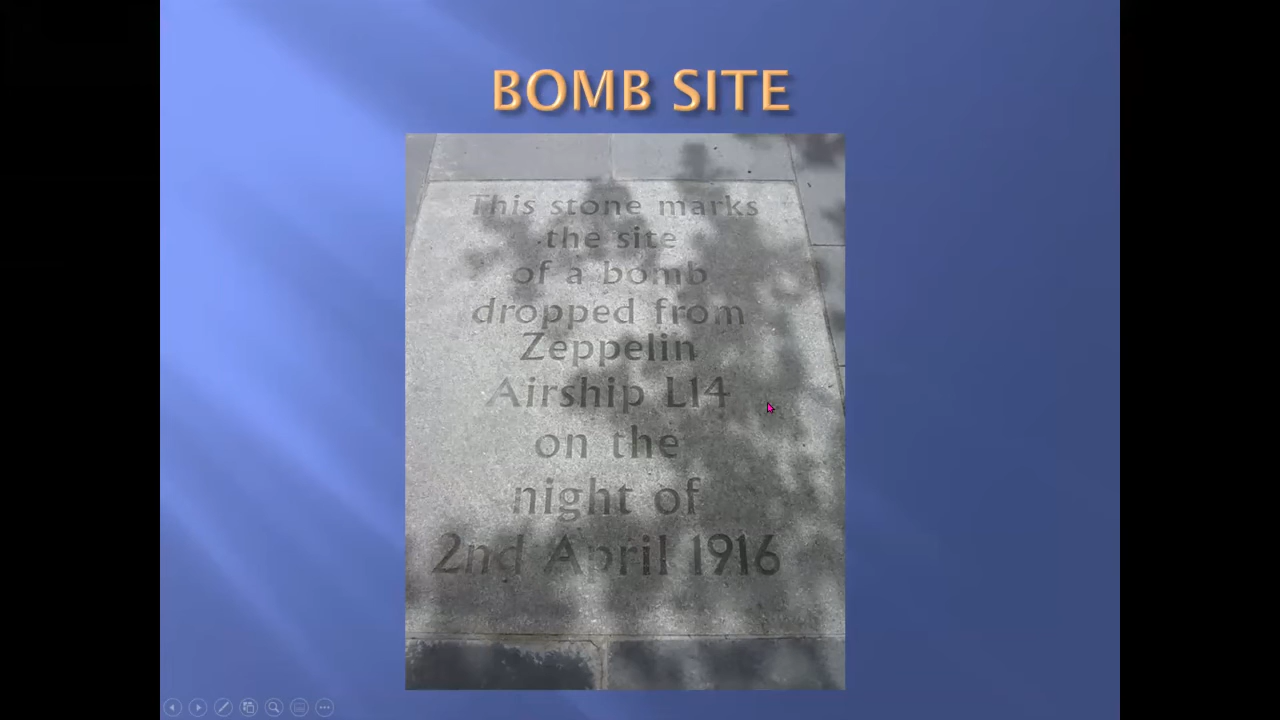 BOMB SITE
This stone marks
the site
of a bomb
dropped from
Zeppelin
Airship L14
on the
night of
2nd April 1916